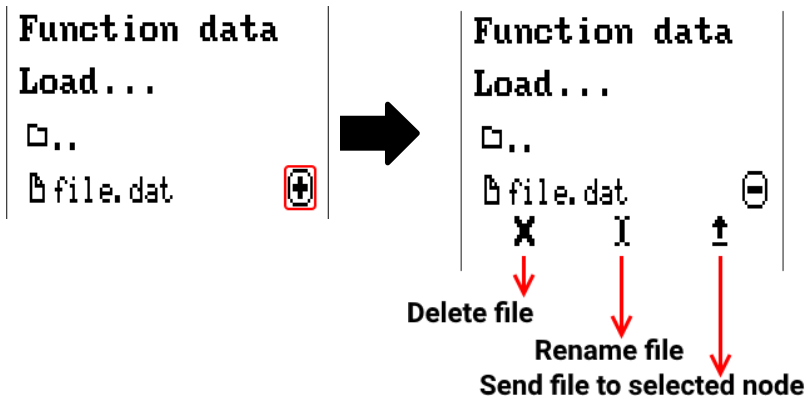 Function data
Load...
..
file.dat
Function data
Load...
..
file.dat
Delete file
Rename file
Send file to selected node